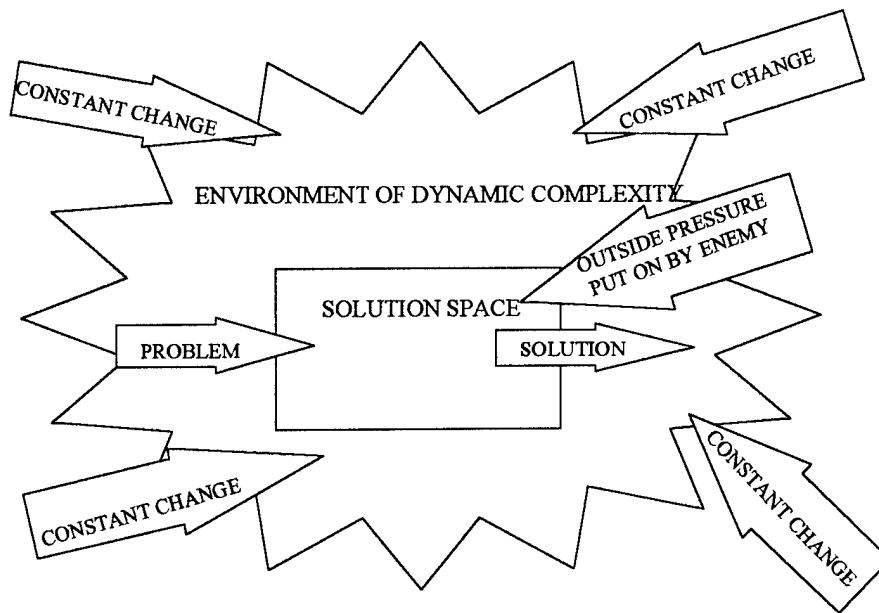 CONSTANT CHANGE
CONSTANT CHANGE
ENVIRONMENT OF DYNAMIC COMPLEXITY
OUTSIDE PRESSURE
PUT ON BY ENEMY
SOLUTION SPACE
PROBLEM
SOLUTION
CONSTANT CHANGE
CONSTANT CHANGE